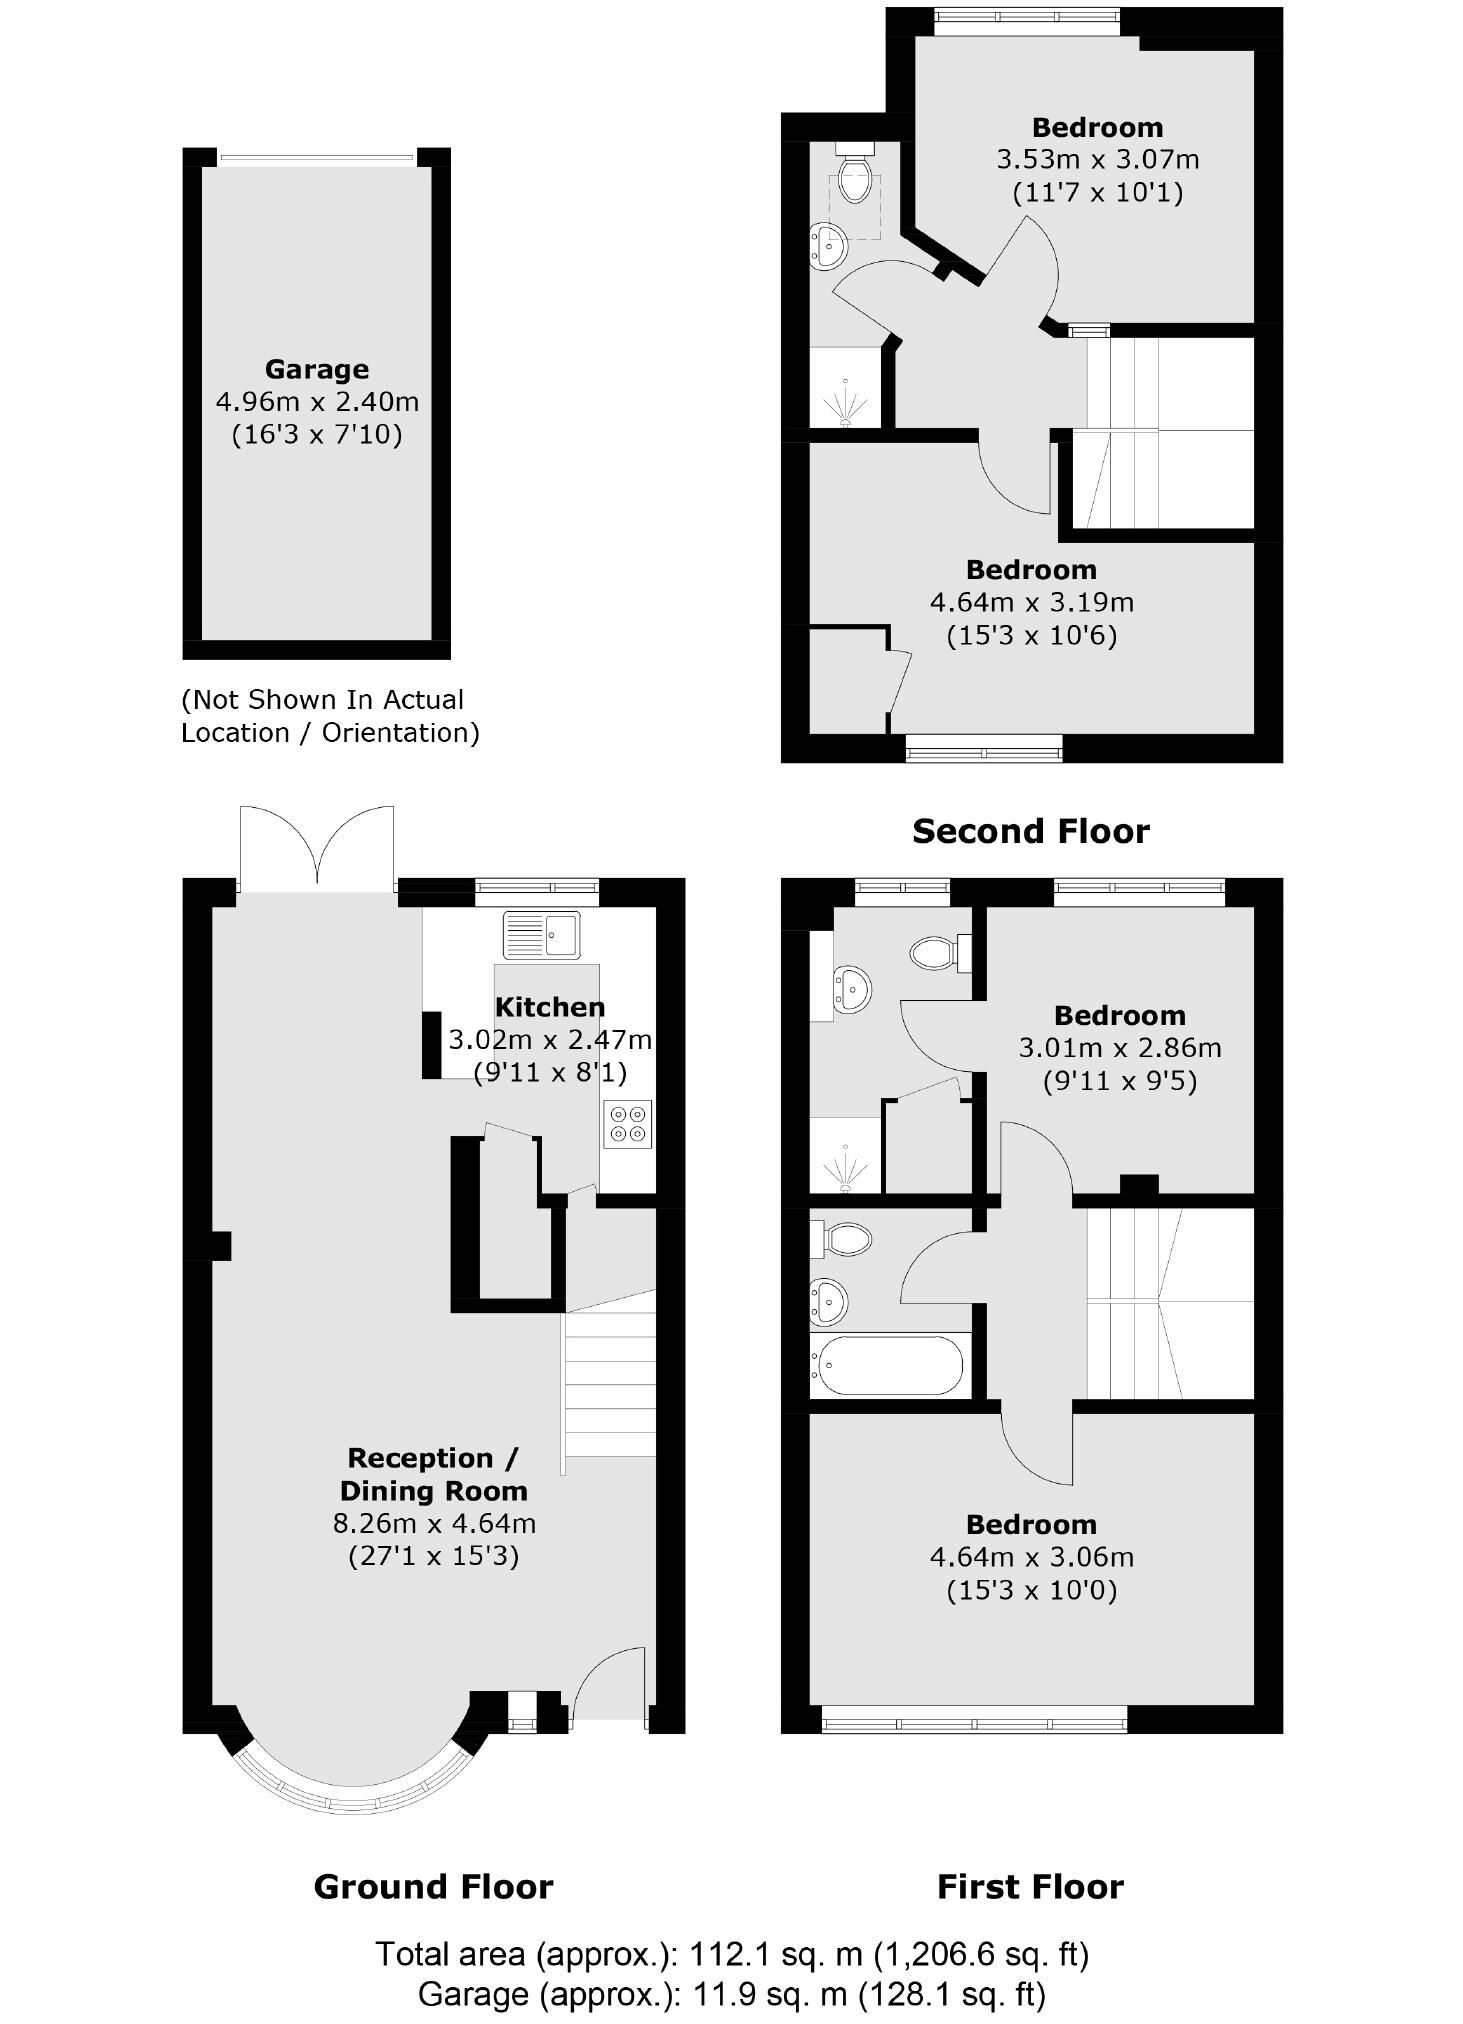 Bedroom
3.53m x 3.07m
(11'7 x 10'1)
Garage
4.96m x 2.40m
(16'3 x 7'10)
(Not Shown In Actual
Location / Orientation)
Bedroom
4.64m x 3.19m
(15'3 x 10'6)
Second Floor
Kitchen
3.02m x 2.47m
(9'11 x 8'1)
Reception /
Dining Room
8.26m x 4.64m
(27'1 x 15'3)
Ground Floor
Bedroom
3.01m x 2.86m
(9'11 x 9'5)
Bedroom
4.64m x 3.06m
(15'3 x 10'0)
First Floor
Total area (approx.): 112.1 sq. m (1,206.6 sq. ft)
Garage (approx.): 11.9 sq. m (128.1 sq. ft)